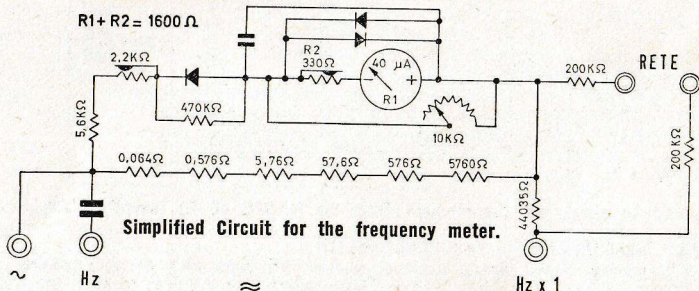 R1+R2 = 1600 Ω
2,2KΩ
R2
330Ω
40 μA
- +
R1
200KΩ
RETE
470KΩ
10KΩ
5,6KΩ
200KΩ
0,064Ω 0,576Ω 5,76Ω 57,6Ω 576Ω 5760Ω
44035Ω
Simplified Circuit for the frequency meter.
~
Hz
≈
Hz x 1